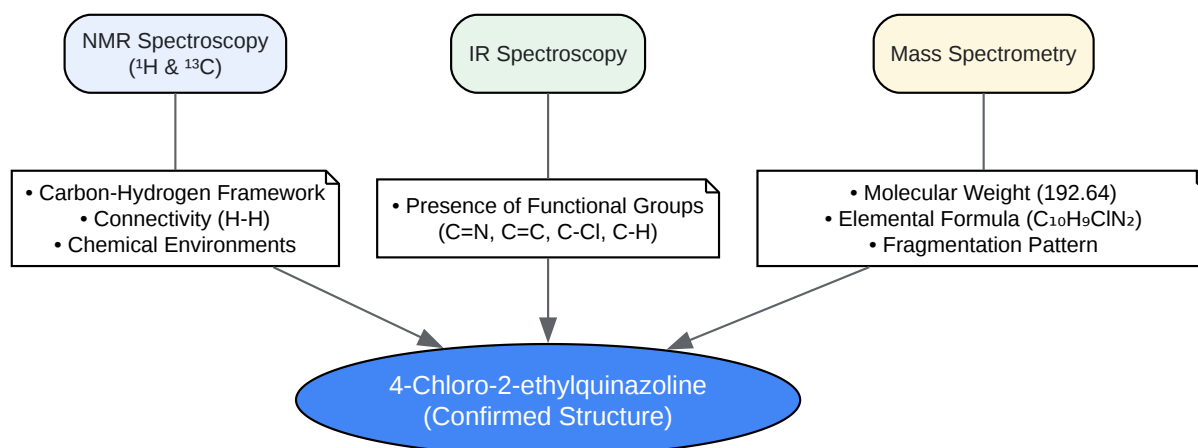 NMR Spectroscopy
(¹H & ¹³C)
IR Spectroscopy
Mass Spectrometry
• Carbon-Hydrogen Framework
• Connectivity (H-H)
• Chemical Environments
• Presence of Functional Groups
(C=N, C=C, C-Cl, C-H)
• Molecular Weight (192.64)
• Elemental Formula (C₁₀H₉ClN₂)
• Fragmentation Pattern
4-Chloro-2-ethylquinazoline
(Confirmed Structure)